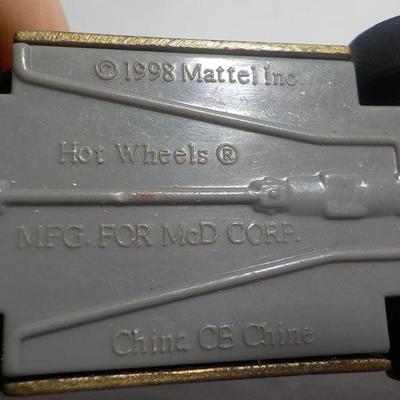 © 1998 Mattel Inc
Hot Wheels ®
MFG. FOR McD CORP.
China CB Chine